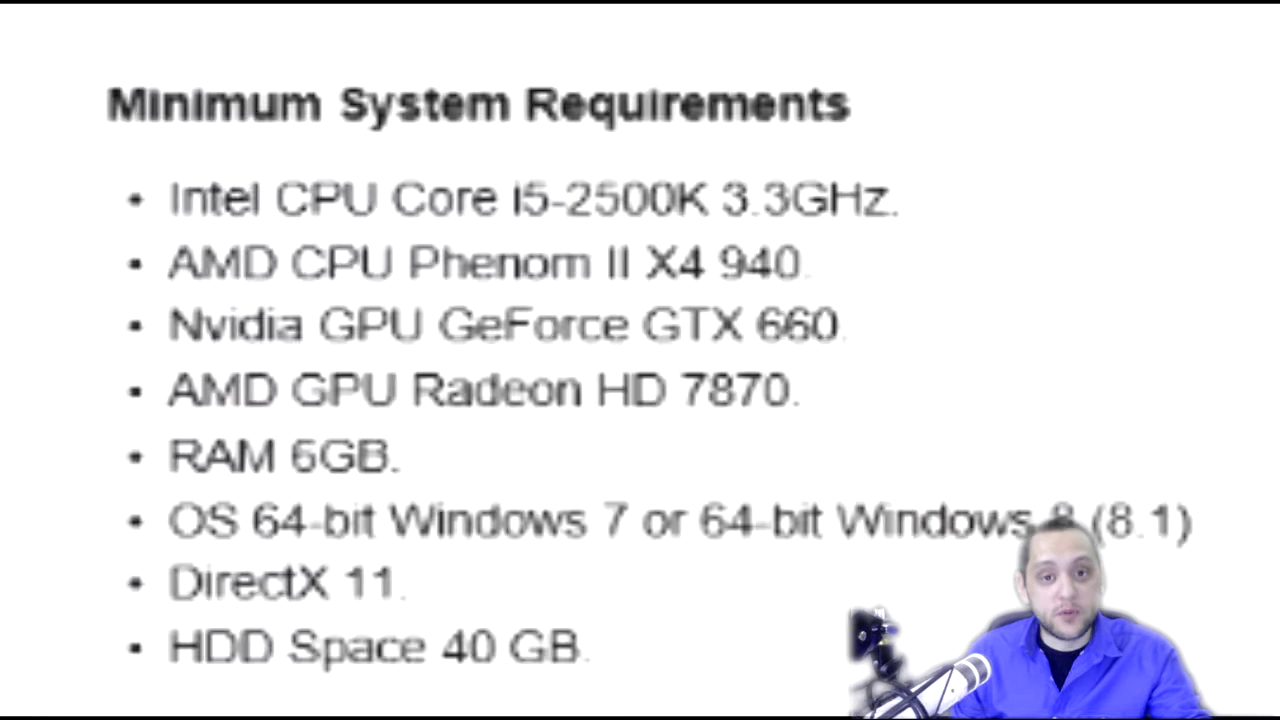 Minimum System Requirements
• Intel CPU Core i5-2500K 3.3GHz.
• AMD CPU Phenom II X4 940.
• Nvidia GPU GeForce GTX 660.
• AMD GPU Radeon HD 7870.
• RAM 6GB.
• OS 64-bit Windows 7 or 64-bit Windows 8 (8.1)
• DirectX 11.
• HDD Space 40 GB.